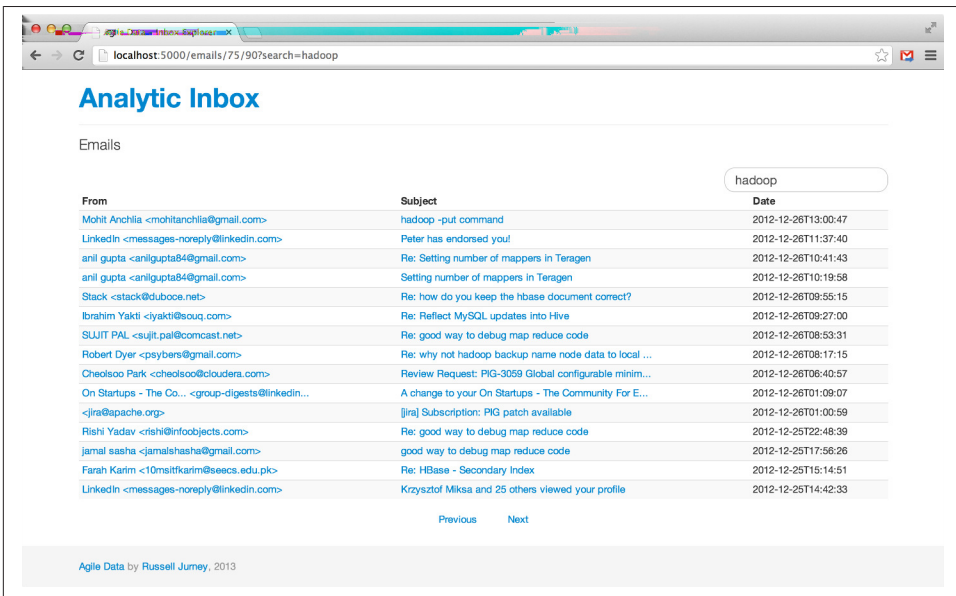 localhost:5000/emails/75/90?search=hadoop
Analytic Inbox
Emails
hadoop
From Subject Date
Mohit Anchlia <mohitanchlia@gmail.com> hadoop -put command 2012-12-26T13:00:47
LinkedIn <messages-noreply@linkedin.com> Peter has endorsed you! 2012-12-26T11:37:40
anil gupta <anilgupta84@gmail.com> Re: Setting number of mappers in Teragen 2012-12-26T10:41:43
anil gupta <anilgupta84@gmail.com> Setting number of mappers in Teragen 2012-12-26T10:19:58
Stack <stack@duboce.net> Re: how do you keep the hbase document correct? 2012-12-26T09:55:15
Ibrahim Yakti <iyakti@souq.com> Re: Reflect MySQL updates into Hive 2012-12-26T09:27:00
SUJIT PAL <sujit.pal@comcast.net> Re: good way to debug map reduce code 2012-12-26T08:53:31
Robert Dyer <psybers@gmail.com> Re: why not hadoop backup name node data to local ... 2012-12-26T08:17:15
Cheolsoo Park <cheolsoo@cloudera.com> Review Request: PIG-3059 Global configurable minim... 2012-12-26T06:40:57
On Startups - The Co... <group-digests@linkedin... A change to your On Startups - The Community For E... 2012-12-26T01:09:07
<jira@apache.org> [jira] Subscription: PIG patch available 2012-12-26T01:00:59
Rishi Yadav <rishi@infoobjects.com> Re: good way to debug map reduce code 2012-12-25T22:48:39
jamal sasha <jamalshasha@gmail.com> good way to debug map reduce code 2012-12-25T17:56:26
Farah Karim <10msitfkarim@seecs.edu.pk> Re: HBase - Secondary Index 2012-12-25T15:14:51
LinkedIn <messages-noreply@linkedin.com> Krzysztof Miksa and 25 others viewed your profile 2012-12-25T14:42:33
Previous Next
Agile Data by Russell Jurney, 2013